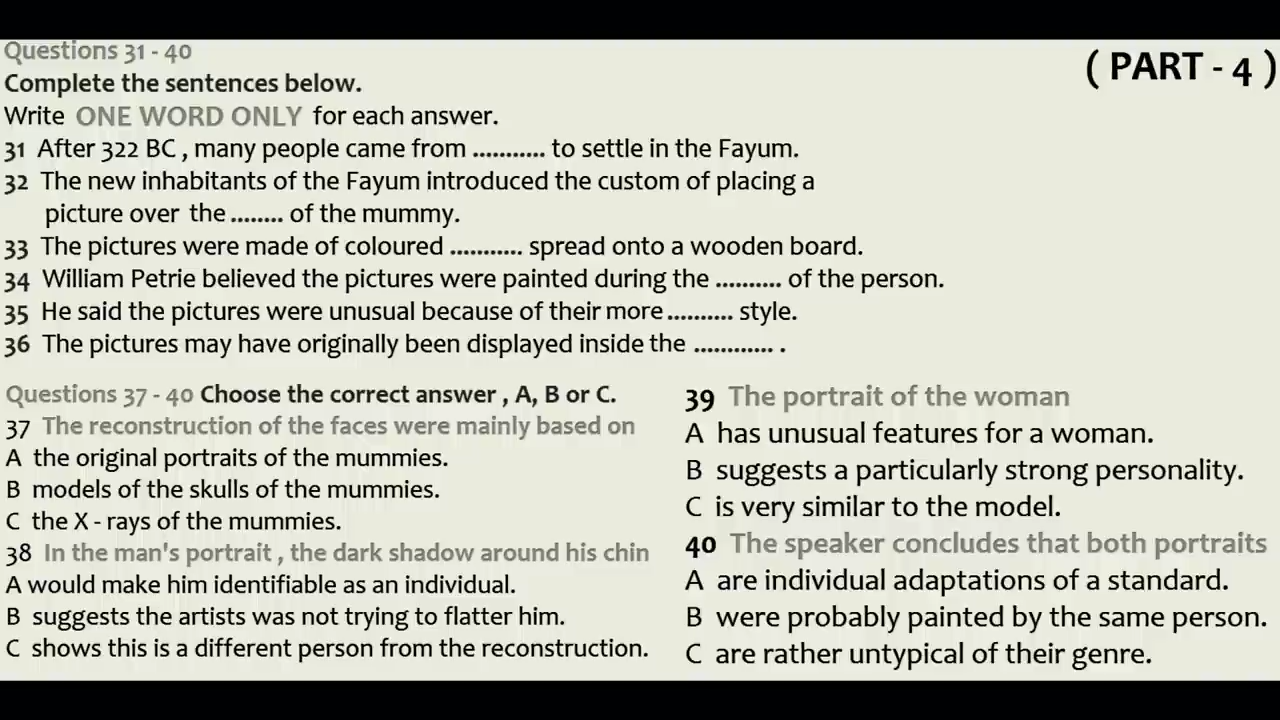 Questions 31 - 40
( PART - 4 )
Complete the sentences below.
Write ONE WORD ONLY for each answer.
31 After 322 BC , many people came from ........... to settle in the Fayum.
32 The new inhabitants of the Fayum introduced the custom of placing a
picture over the ........ of the mummy.
33 The pictures were made of coloured ........... spread onto a wooden board.
34 William Petrie believed the pictures were painted during the .......... of the person.
35 He said the pictures were unusual because of their more .......... style.
36 The pictures may have originally been displayed inside the ............. .
Questions 37 - 40 Choose the correct answer , A, B or C.
37 The reconstruction of the faces were mainly based on
A the original portraits of the mummies.
B models of the skulls of the mummies.
C the X - rays of the mummies.
38 In the man's portrait , the dark shadow around his chin
A would make him identifiable as an individual.
B suggests the artists was not trying to flatter him.
C shows this is a different person from the reconstruction.
39 The portrait of the woman
A has unusual features for a woman.
B suggests a particularly strong personality.
C is very similar to the model.
40 The speaker concludes that both portraits
A are individual adaptations of a standard.
B were probably painted by the same person.
C are rather untypical of their genre.